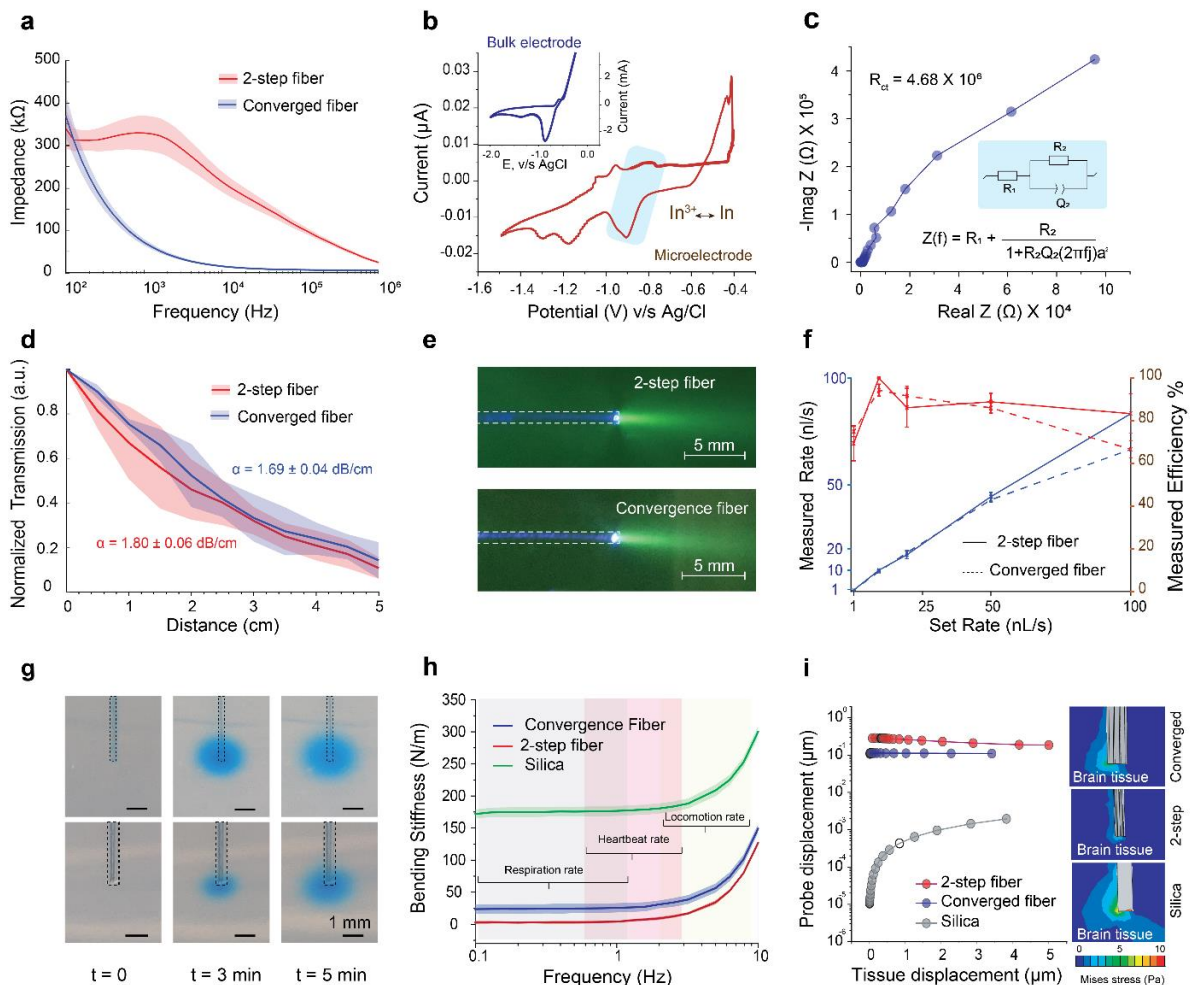 a
500
400
300
200
100
0
Impedance (kΩ)
2-step fiber
Converged fiber
10² 10³ 10⁴ 10⁵ 10⁶
Frequency (Hz)
b
Bulk electrode
2
0
-2
Current (mA)
-2.0 -1.0 0.0
E, v/s AgCl
0.03
0.02
0.01
0.00
-0.01
-0.02
Current (µA)
In³⁺ ↔ In
Microelectrode
-1.6 -1.4 -1.2 -1.0 -0.8 -0.6 -0.4
Potential (V) v/s Ag/Cl
c
4
3
2
1
0
-Imag Z (Ω) X 10⁵
Rct = 4.68 X 10⁶
R₂
R₁
Q₂
Z(f) = R₁ + R₂
1+R₂Q₂(2πfj)a²
0 2 4 6 8 10
Real Z (Ω) X 10⁴
d
0.8
0.6
0.4
0.2
0
Normalized Transmission (a.u.)
2-step fiber
Converged fiber
α = 1.69 ± 0.04 dB/cm
α = 1.80 ± 0.06 dB/cm
0 1 2 3 4 5
Distance (cm)
e
2-step fiber
5 mm
Convergence fiber
5 mm
f
100
50
20
10
1
Measured Rate (nl/s)
100
80
60
40
20
0
Measured Efficiency %
2-step fiber
Converged fiber
1 25 50 100
Set Rate (nL/s)
g
1 mm
t = 0 t = 3 min t = 5 min
h
350
300
250
200
150
100
50
0
Bending Stiffness (N/m)
Convergence Fiber
2-step fiber
Silica
Locomotion rate
Heartbeat rate
Respiration rate
0.1 1 10
Frequency (Hz)
i
10⁰
10⁻¹
10⁻²
10⁻³
10⁻⁴
10⁻⁵
10⁻⁶
Probe displacement (µm)
2-step fiber
Converged fiber
Silica
0 1 2 3 4 5
Tissue displacement (µm)
Brain tissue
Converged
Brain tissue
2-step
Brain tissue
Silica
0 5 10
Mises stress (Pa)